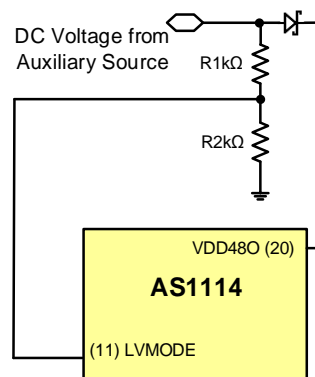 DC Voltage from
Auxiliary Source
R1kΩ
R2kΩ
VDD48O (20)
AS1114
(11) LVMODE